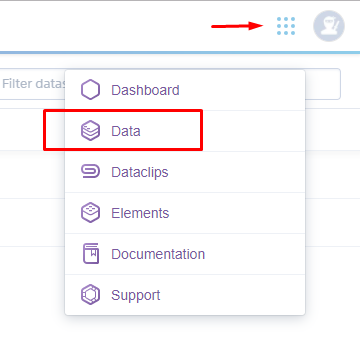 Filter datas
Dashboard
Data
Dataclips
Elements
Documentation
Support